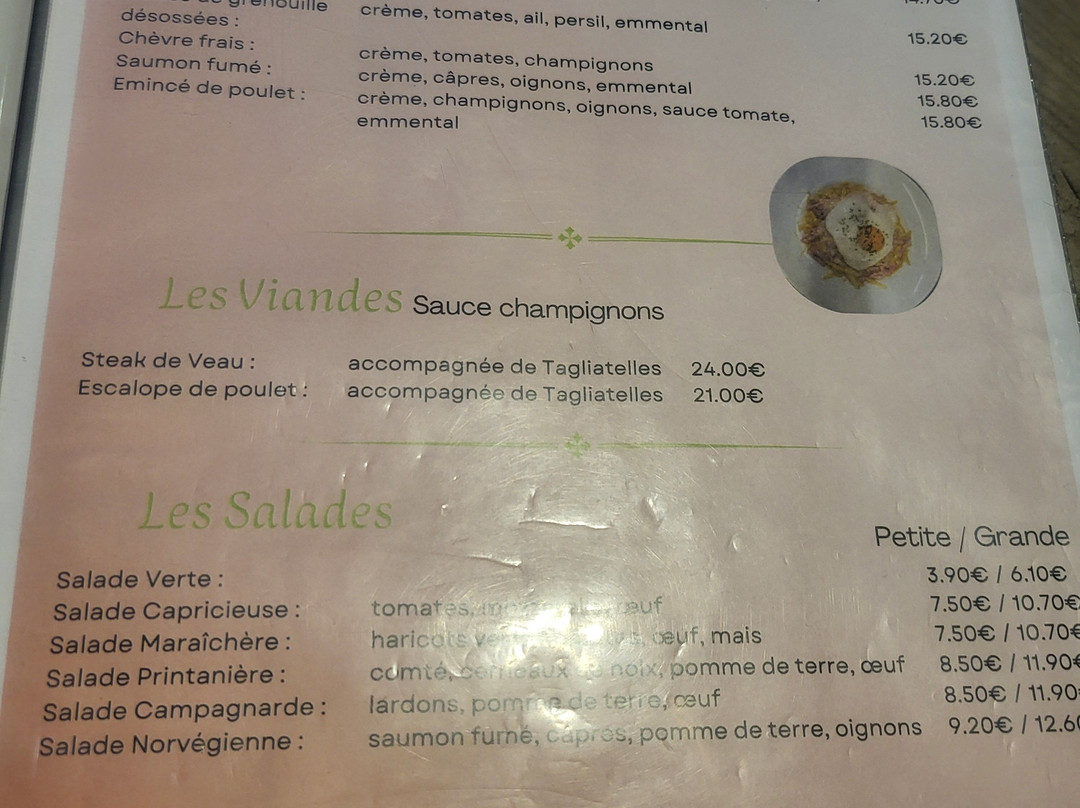 de grenouille
désossées : crème, tomates, ail, persil, emmental 15.20€
Chèvre frais : crème, tomates, champignons 15.20€
Saumon fumé : crème, câpres, oignons, emmental 15.80€
Emincé de poulet : crème, champignons, oignons, sauce tomate, 15.80€
emmental
Les Viandes Sauce champignons
Steak de Veau : accompagnée de Tagliatelles 24.00€
Escalope de poulet : accompagnée de Tagliatelles 21.00€
Les Salades
Petite / Grande
Salade Verte : 3.90€ / 6.10€
Salade Capricieuse : tomates, œuf 7.50€ / 10.70€
Salade Maraîchère : haricots œuf, mais 7.50€ / 10.70€
Salade Printanière : comté, cerneaux de noix, pomme de terre, œuf 8.50€ / 11.90€
Salade Campagnarde : lardons, pomme de terre, œuf 8.50€ / 11.90
Salade Norvégienne : saumon fumé, câpres, pomme de terre, oignons 9.20€ / 12.60